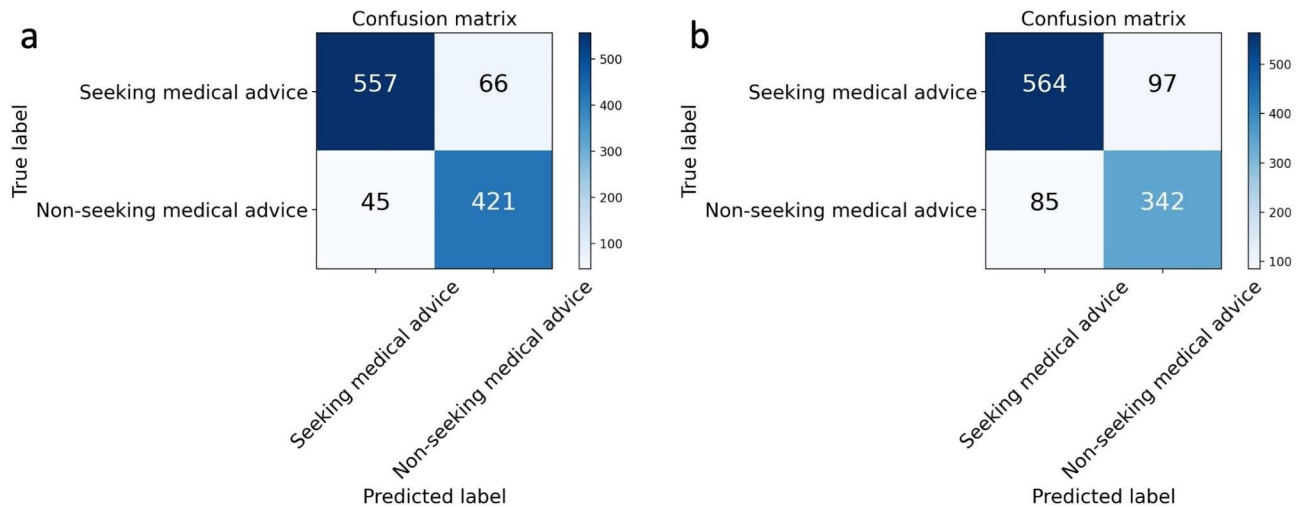 a
Confusion matrix
True label
Seeking medical advice
Non-seeking medical advice
557
66
45
421
500
400
300
200
100
Seeking medical advice
Non-seeking medical advice
Predicted label
b
Confusion matrix
True label
Seeking medical advice
Non-seeking medical advice
564
97
85
342
500
400
300
200
100
Seeking medical advice
Non-seeking medical advice
Predicted label